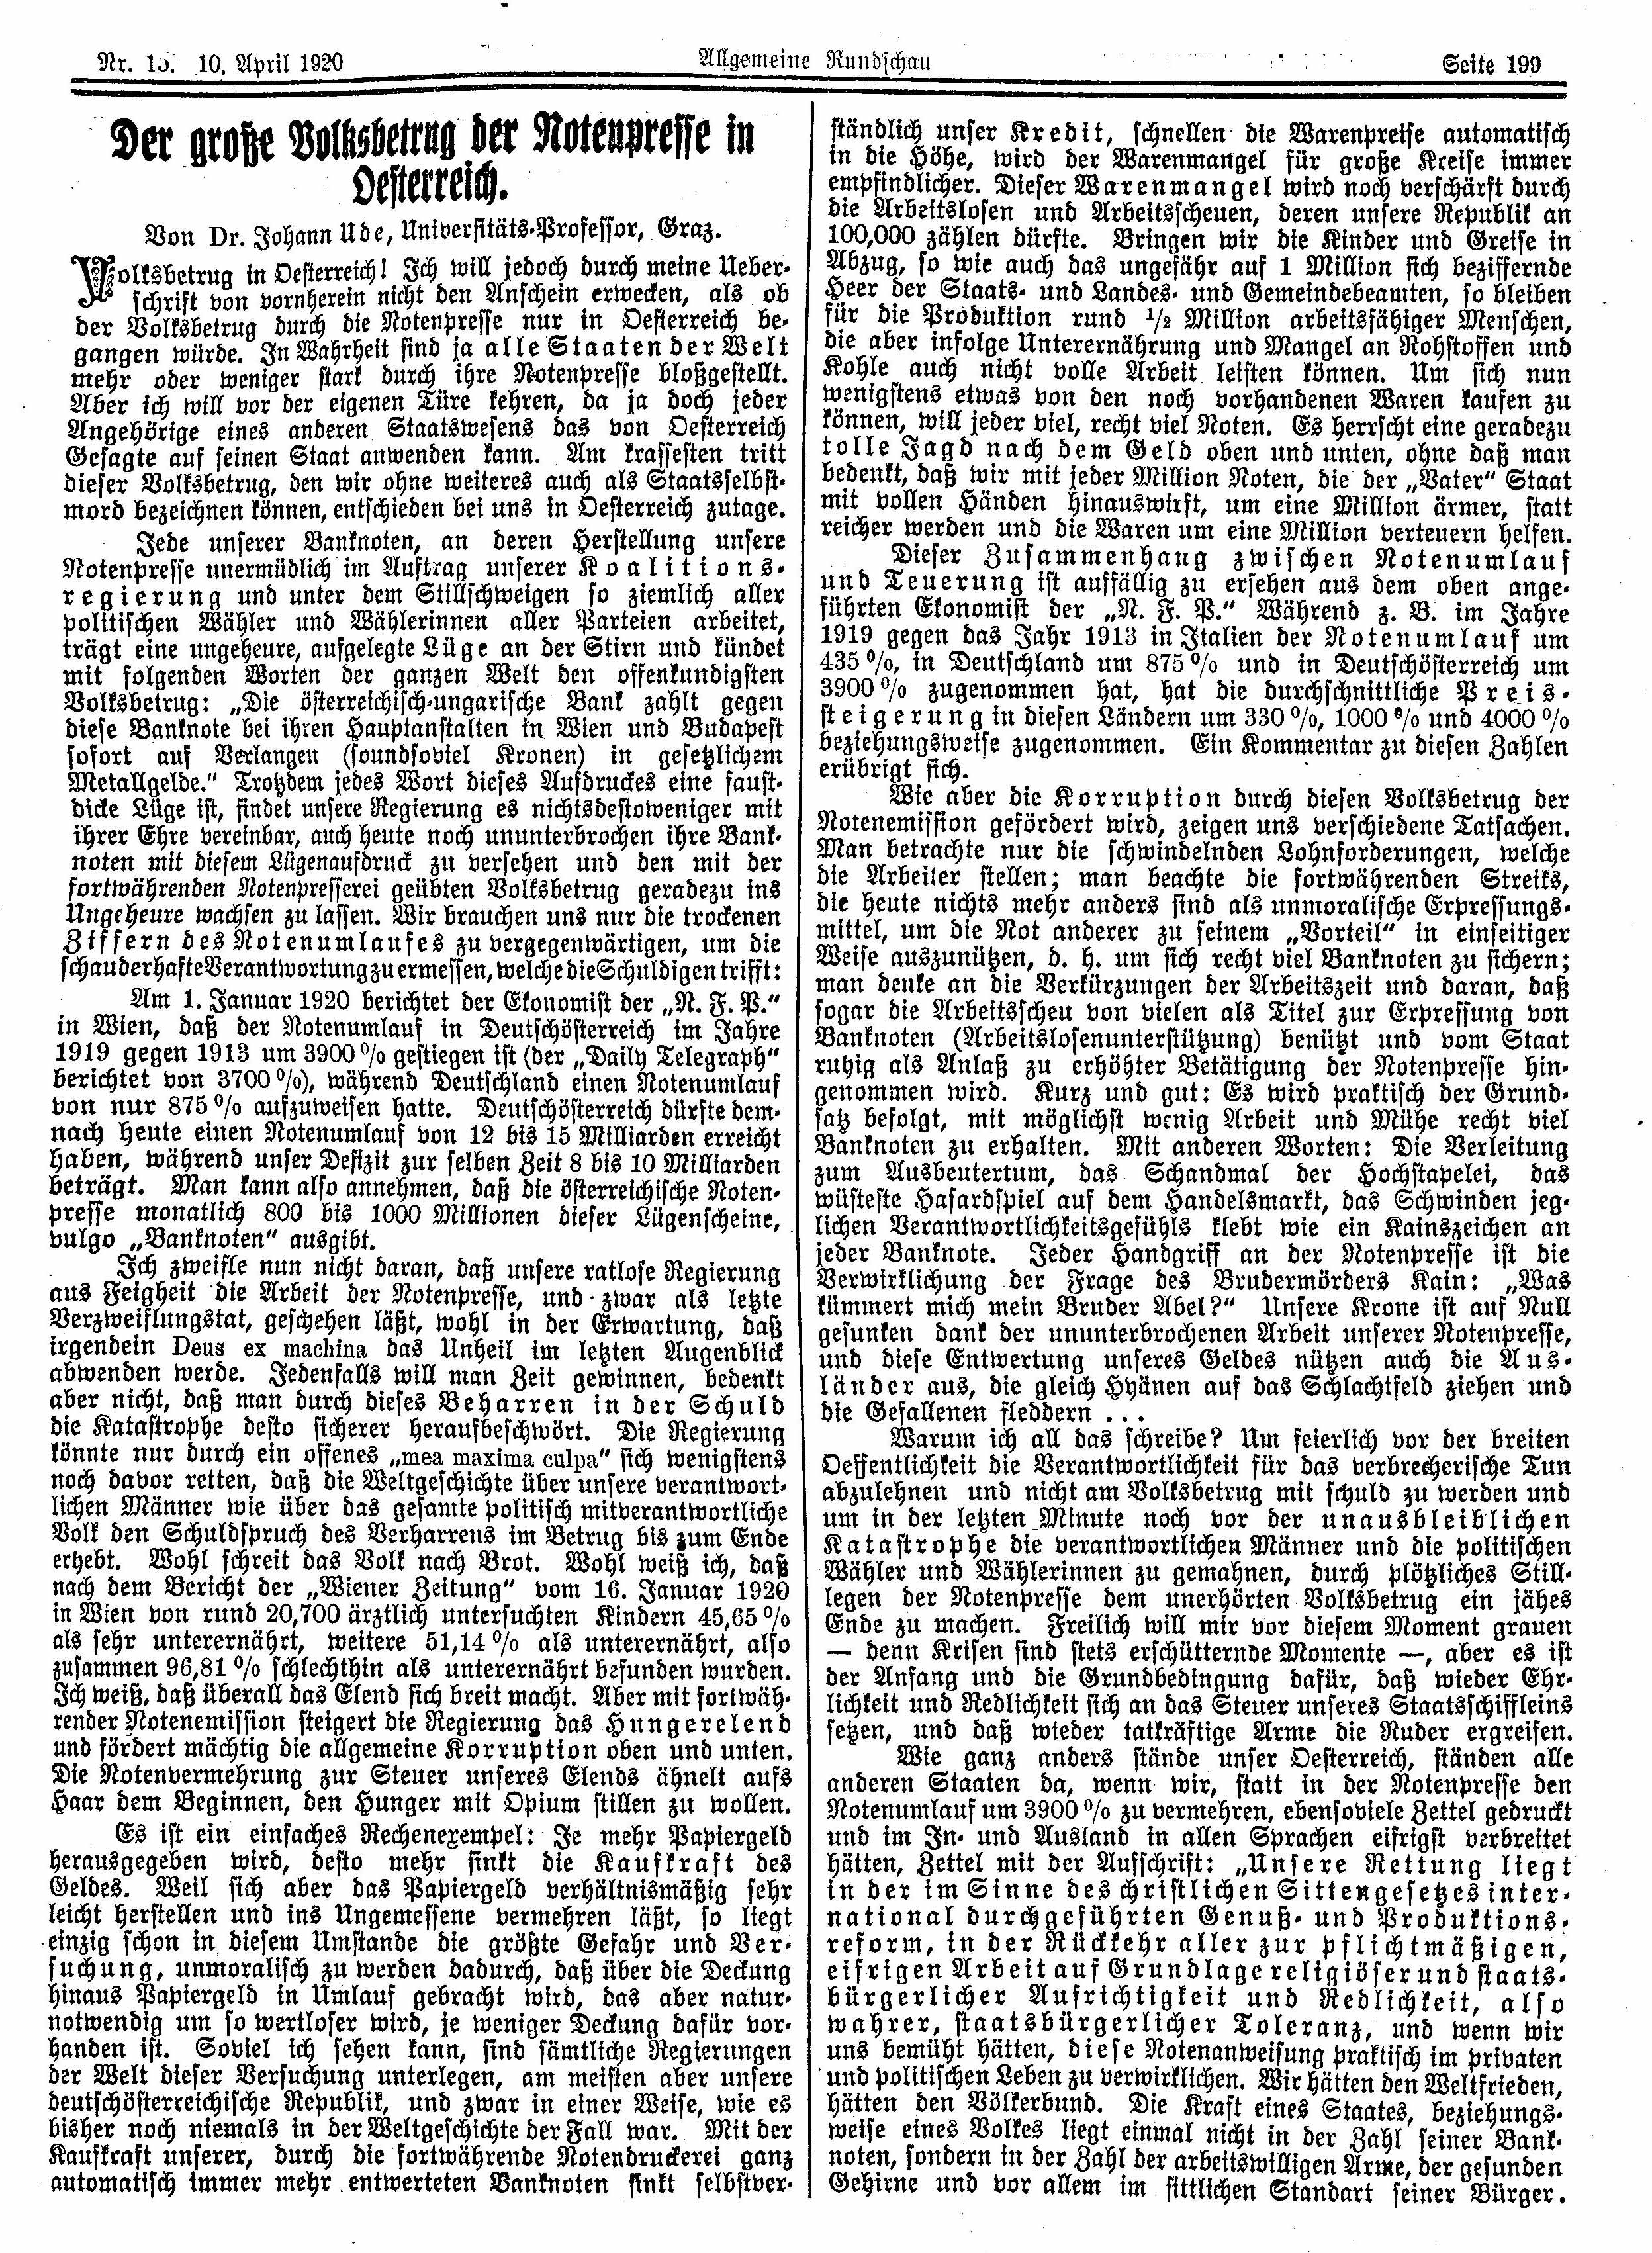 Nr. 15. 10. April 1920
Allgemeine Rundschau
Seite 199
Der große Volksbetrug der Notenpresse in
Oesterreich.
Von Dr. Johann Ude, Universitäts-Professor, Graz.
Volksbetrug in Oesterreich! Ich will jedoch durch meine Ueber-
schrift von vornherein nicht den Anschein erwecken, als ob
der Volksbetrug durch die Notenpresse nur in Oesterreich be-
gangen würde. In Wahrheit sind ja alle Staaten der Welt
mehr oder weniger stark durch ihre Notenpresse bloßgestellt.
Aber ich will vor der eigenen Türe kehren, da ja doch jeder
Angehörige eines anderen Staatswesens das von Oesterreich
Gesagte auf seinen Staat anwenden kann. Am krassesten tritt
dieser Volksbetrug, den wir ohne weiteres auch als Staatsselbst-
mord bezeichnen können, entschieden bei uns in Oesterreich zutage.
Jede unserer Banknoten, an deren Herstellung unsere
Notenpresse unermüdlich im Auftrag unserer Koalitions-
regierung und unter dem Stillschweigen so ziemlich aller
politischen Wähler und Wählerinnen aller Parteien arbeitet,
trägt eine ungeheure, aufgelegte Lüge an der Stirn und kündet
mit folgenden Worten der ganzen Welt den offenkundigsten
Volksbetrug: „Die österreichisch-ungarische Bank zahlt gegen
diese Banknote bei ihren Hauptanstalten in Wien und Budapest
sofort auf Verlangen (soundsoviel Kronen) in gesetzlichem
Metallgelde.“ Trotzdem jedes Wort dieses Aufdruckes eine faust-
dicke Lüge ist, findet unsere Regierung es nichtsdestoweniger mit
ihrer Ehre vereinbar, auch heute noch ununterbrochen ihre Bank-
noten mit diesem Lügenaufdruck zu versehen und den mit der
fortwährenden Notenpresserei geübten Volksbetrug geradezu ins
Ungeheure wachsen zu lassen. Wir brauchen uns nur die trockenen
Ziffern des Notenumlaufes zu vergegenwärtigen, um die
schauderhafte Verantwortung zu ermessen, welche die Schuldigen trifft:
Am 1. Januar 1920 berichtet der Ekonomist der „N. F. P.“
in Wien, daß der Notenumlauf in Deutschösterreich im Jahre
1919 gegen 1913 um 3900 % gestiegen ist (der „Daily Telegraph“
berichtet von 3700 %), während Deutschland einen Notenumlauf
von nur 875 % aufzuweisen hatte. Deutschösterreich dürfte dem-
nach heute einen Notenumlauf von 12 bis 15 Milliarden erreicht
haben, während unser Defizit zur selben Zeit 8 bis 10 Milliarden
beträgt. Man kann also annehmen, daß die österreichische Noten-
presse monatlich 800 bis 1000 Millionen dieser Lügenscheine,
vulgo „Banknoten“ ausgibt.
Ich zweifle nun nicht daran, daß unsere ratlose Regierung
aus Feigheit die Arbeit der Notenpresse, und zwar als letzte
Verzweiflungstat, geschehen läßt, wohl in der Erwartung, daß
irgendein Deus ex machina das Unheil im letzten Augenblick
abwenden werde. Jedenfalls will man Zeit gewinnen, bedenkt
aber nicht, daß man durch dieses Beharren in der Schuld
die Katastrophe desto sicherer heraufbeschwört. Die Regierung
könnte nur durch ein offenes „mea maxima culpa“ sich wenigstens
noch davor retten, daß die Weltgeschichte über unsere verantwort-
lichen Männer wie über das gesamte politisch mitverantwortliche
Volk den Schuldspruch des Verharrens im Betrug bis zum Ende
erhebt. Wohl schreit das Volk nach Brot. Wohl weiß ich, daß
nach dem Bericht der „Wiener Zeitung“ vom 16. Januar 1920
in Wien von rund 20,700 ärztlich untersuchten Kindern 45,65 %
als sehr unterernährt, weitere 51,14 % als unterernährt, also
zusammen 96,81 % schlechthin als unterernährt befunden wurden.
Ich weiß, daß überall das Elend sich breit macht. Aber mit fortwäh-
render Notenemission steigert die Regierung das Hungerelend
und fördert mächtig die allgemeine Korruption oben und unten.
Die Notenvermehrung zur Steuer unseres Elends ähnelt aufs
Haar dem Beginnen, den Hunger mit Opium stillen zu wollen.
Es ist ein einfaches Rechenexempel: Je mehr Papiergeld
herausgegeben wird, desto mehr sinkt die Kaufkraft des
Geldes. Weil sich aber das Papiergeld verhältnismäßig sehr
leicht herstellen und ins Ungemessene vermehren läßt, so liegt
einzig schon in diesem Umstande die größte Gefahr und Ver-
suchung, unmoralisch zu werden dadurch, daß über die Deckung
hinaus Papiergeld in Umlauf gebracht wird, das aber natur-
notwendig um so wertloser wird, je weniger Deckung dafür vor-
handen ist. Soviel ich sehen kann, sind sämtliche Regierungen
der Welt dieser Versuchung unterlegen, am meisten aber unsere
deutschösterreichische Republik, und zwar in einer Weise, wie es
bisher noch niemals in der Weltgeschichte der Fall war. Mit der
Kaufkraft unserer, durch die fortwährende Notendruckerei ganz
automatisch immer mehr entwerteten Banknoten sinkt selbstver-
ständlich unser Kredit, schnellen die Warenpreise automatisch
in die Höhe, wird der Warenmangel für große Kreise immer
empfindlicher. Dieser Warenmangel wird noch verschärft durch
die Arbeitslosen und Arbeitsscheuen, deren unsere Republik an
100,000 zählen dürfte. Bringen wir die Kinder und Greise in
Abzug, so wie auch das ungefähr auf 1 Million sich beziffernde
Heer der Staats- und Landes- und Gemeindebeamten, so bleiben
für die Produktion rund 1/2 Million arbeitsfähiger Menschen,
die aber infolge Unterernährung und Mangel an Rohstoffen und
Kohle auch nicht volle Arbeit leisten können. Um sich nun
wenigstens etwas von den noch vorhandenen Waren kaufen zu
können, will jeder viel, recht viel Noten. Es herrscht eine geradezu
tolle Jagd nach dem Geld oben und unten, ohne daß man
bedenkt, daß wir mit jeder Million Noten, die der „Vater“ Staat
mit vollen Händen hinauswirft, um eine Million ärmer, statt
reicher werden und die Waren um eine Million verteuern helfen.
Dieser Zusammenhang zwischen Notenumlauf
und Teuerung ist auffällig zu ersehen aus dem oben ange-
führten Ekonomist der „N. F. P.“ Während z. B. im Jahre
1919 gegen das Jahr 1913 in Italien der Notenumlauf um
435 %, in Deutschland um 875 % und in Deutschösterreich um
3900 % zugenommen hat, hat die durchschnittliche Preis-
steigerung in diesen Ländern um 330 %, 1000 % und 4000 %
beziehungsweise zugenommen. Ein Kommentar zu diesen Zahlen
erübrigt sich.
Wie aber die Korruption durch diesen Volksbetrug der
Notenemission gefördert wird, zeigen uns verschiedene Tatsachen.
Man betrachte nur die schwindelnden Lohnforderungen, welche
die Arbeiter stellen; man beachte die fortwährenden Streiks,
die heute nichts mehr anders sind als unmoralische Erpressungs-
mittel, um die Not anderer zu seinem „Vorteil“ in einseitiger
Weise auszunützen, d. h. um sich recht viel Banknoten zu sichern;
man denke an die Verkürzungen der Arbeitszeit und daran, daß
sogar die Arbeitsscheu von vielen als Titel zur Erpressung von
Banknoten (Arbeitslosenunterstützung) benützt und vom Staat
ruhig als Anlaß zu erhöhter Betätigung der Notenpresse hin-
genommen wird. Kurz und gut: Es wird praktisch der Grund-
satz befolgt, mit möglichst wenig Arbeit und Mühe recht viel
Banknoten zu erhalten. Mit anderen Worten: Die Verleitung
zum Ausbeutertum, das Schandmal der Hochstapelei, das
wüsteste Hasardspiel auf dem Handelsmarkt, das Schwinden jeg-
lichen Verantwortlichkeitsgefühls klebt wie ein Kainszeichen an
jeder Banknote. Jeder Handgriff an der Notenpresse ist die
Verwirklichung der Frage des Brudermörders Kain: „Was
kümmert mich mein Bruder Abel?“ Unsere Krone ist auf Null
gesunken dank der ununterbrochenen Arbeit unserer Notenpresse,
und diese Entwertung unseres Geldes nützen auch die Aus-
länder aus, die gleich Hyänen auf das Schlachtfeld ziehen und
die Gefallenen fleddern ...
Warum ich all das schreibe? Um feierlich vor der breiten
Oeffentlichkeit die Verantwortlichkeit für das verbrecherische Tun
abzulehnen und nicht am Volksbetrug mit schuld zu werden und
um in der letzten Minute noch vor der unausbleiblichen
Katastrophe die verantwortlichen Männer und die politischen
Wähler und Wählerinnen zu gemahnen, durch plötzliches Still-
legen der Notenpresse dem unerhörten Volksbetrug ein jähes
Ende zu machen. Freilich will mir vor diesem Moment grauen
— denn Krisen sind stets erschütternde Momente —, aber es ist
der Anfang und die Grundbedingung dafür, daß wieder Ehr-
lichkeit und Redlichkeit sich an das Steuer unseres Staatsschiffleins
setzen, und daß wieder tatkräftige Arme die Ruder ergreifen.
Wie ganz anders stände unser Oesterreich, ständen alle
anderen Staaten da, wenn wir, statt in der Notenpresse den
Notenumlauf um 3900 % zu vermehren, ebensoviele Zettel gedruckt
und im In- und Ausland in allen Sprachen eifrigst verbreitet
hätten, Zettel mit der Aufschrift: „Unsere Rettung liegt
in der im Sinne des christlichen Sittengesetzes inter-
national durchgeführten Genuß- und Produktions-
reform, in der Rückkehr aller zur pflichtmäßigen,
eifrigen Arbeit auf Grundlage religiöser und staats-
bürgerlicher Aufrichtigkeit und Redlichkeit, also
wahrer, staatsbürgerlicher Toleranz, und wenn wir
uns bemüht hätten, diese Notenanweisung praktisch im privaten
und politischen Leben zu verwirklichen. Wir hätten den Weltfrieden,
hätten den Völkerbund. Die Kraft eines Staates, beziehungs-
weise eines Volkes liegt einmal nicht in der Zahl seiner Bank-
noten, sondern in der Zahl der arbeitswilligen Arme, der gesunden
Gehirne und vor allem im sittlichen Standart seiner Bürger.